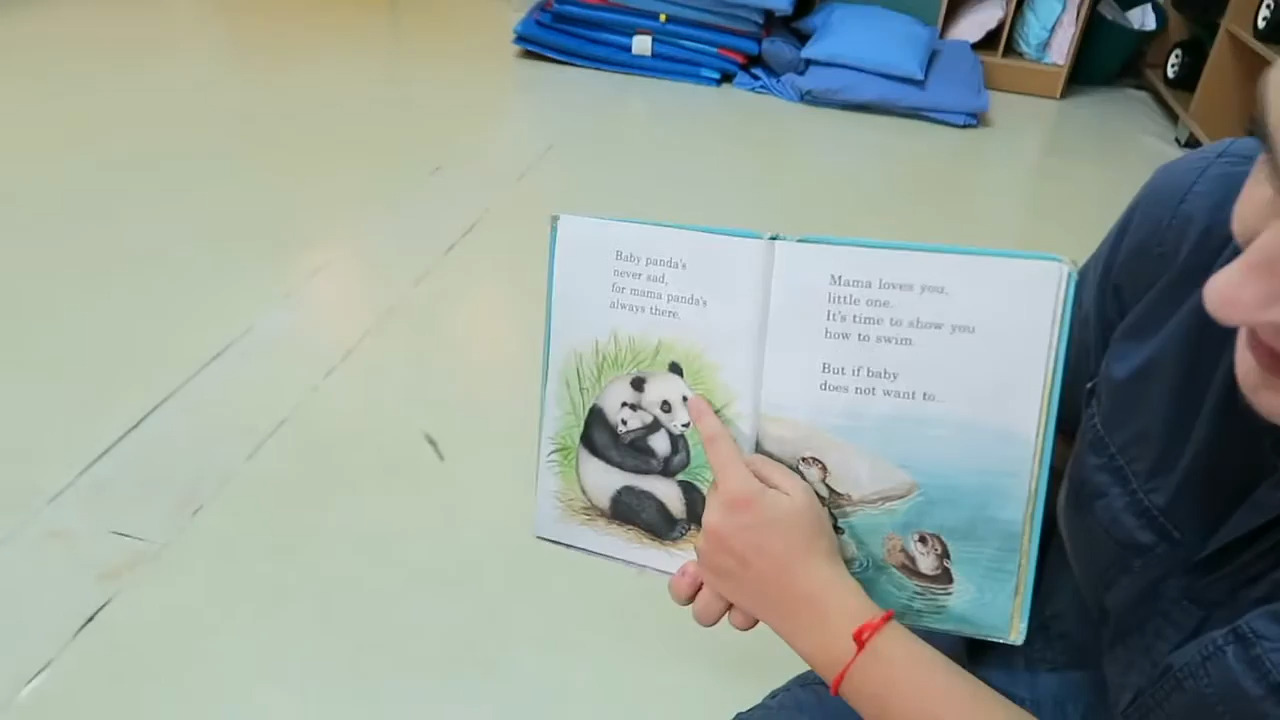 Baby panda's
never sad,
for mama panda's
always there.
Mama loves you,
little one.
It's time to show you
how to swim.
But if baby
does not want to...